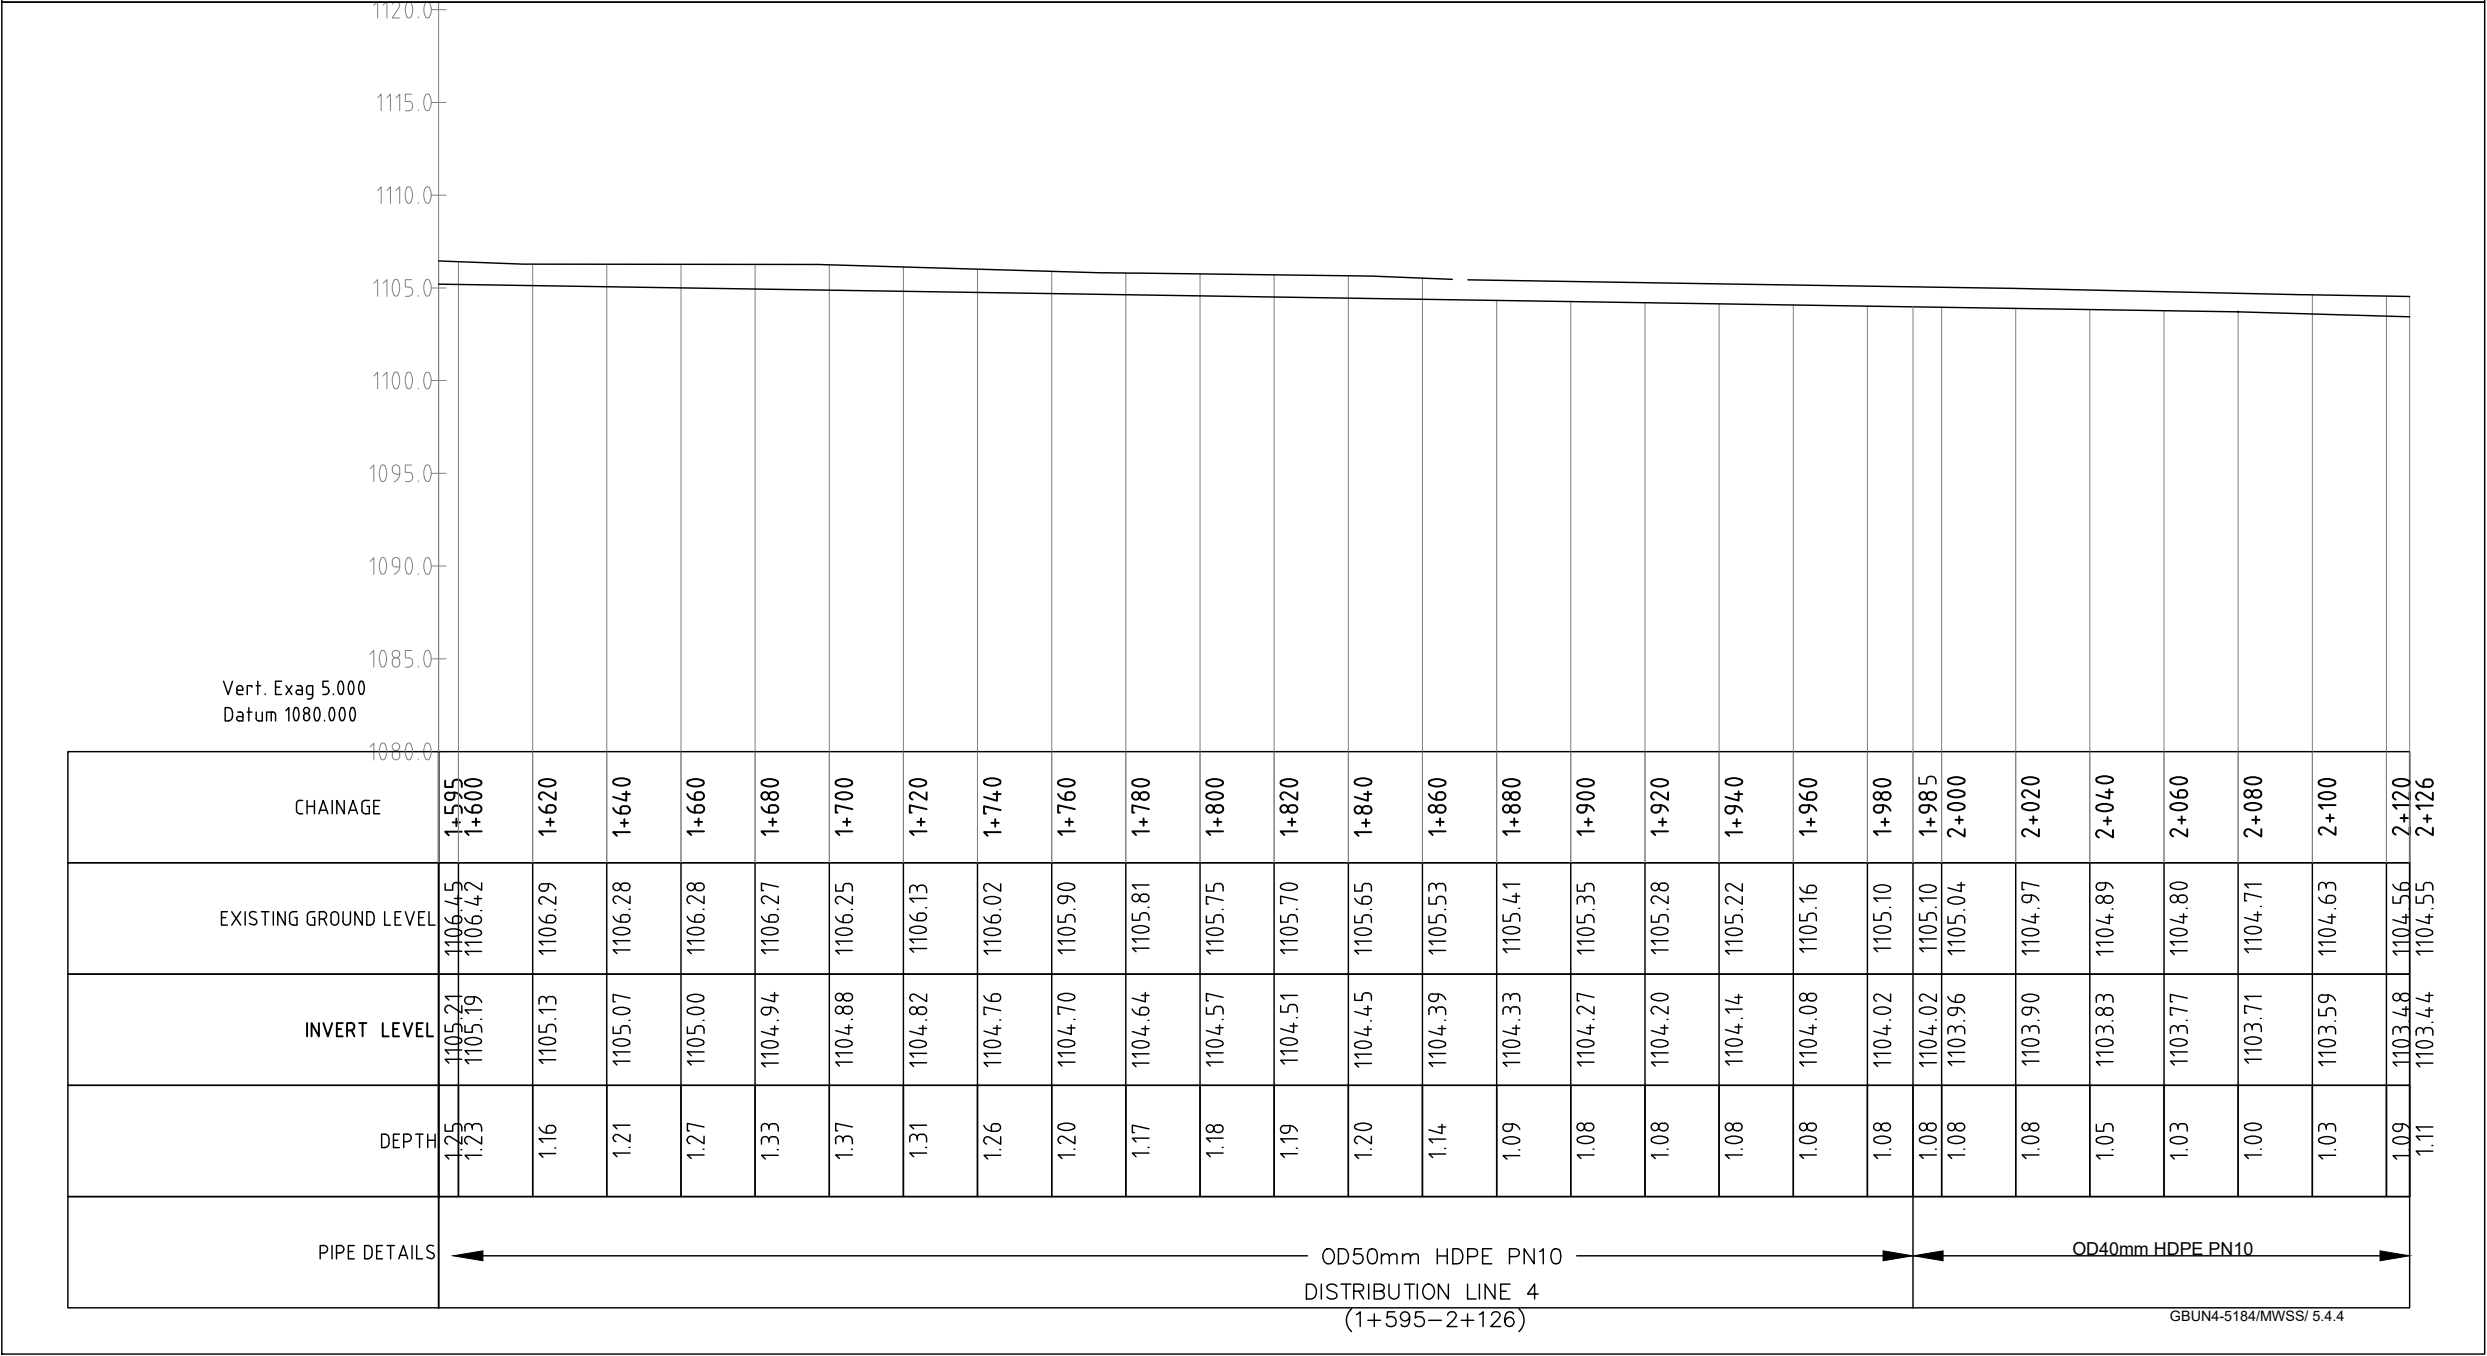 1120.0
1115.0
1110.0
1105.0
1100.0
1095.0
1090.0
1085.0
Vert. Exag 5.000
Datum 1080.000
1080.0
CHAINAGE 1+595 1+600 1+620 1+640 1+660 1+680 1+700 1+720 1+740 1+760 1+780 1+800 1+820 1+840 1+860 1+880 1+900 1+920 1+940 1+960 1+980 1+985 2+000 2+020 2+040 2+060 2+080 2+100 2+120 2+126
EXISTING GROUND LEVEL 1106.45 1106.42 1106.29 1106.28 1106.28 1106.27 1106.25 1106.13 1106.02 1105.90 1105.81 1105.75 1105.70 1105.65 1105.53 1105.41 1105.35 1105.28 1105.22 1105.16 1105.10 1105.10 1105.04 1104.97 1104.89 1104.80 1104.71 1104.63 1104.56 1104.55
INVERT LEVEL 1105.21 1105.19 1105.13 1105.07 1105.00 1104.94 1104.88 1104.82 1104.76 1104.70 1104.64 1104.57 1104.51 1104.45 1104.39 1104.33 1104.27 1104.20 1104.14 1104.08 1104.02 1104.02 1103.96 1103.90 1103.83 1103.77 1103.71 1103.59 1103.48 1103.44
DEPTH 1.25 1.23 1.16 1.21 1.27 1.33 1.37 1.31 1.26 1.20 1.17 1.18 1.19 1.20 1.14 1.09 1.08 1.08 1.08 1.08 1.08 1.08 1.08 1.08 1.05 1.03 1.00 1.03 1.09 1.11
PIPE DETAILS OD50mm HDPE PN10 OD40mm HDPE PN10
DISTRIBUTION LINE 4
(1+595-2+126)
GBUN4-5184/MWSS/ 5.4.4